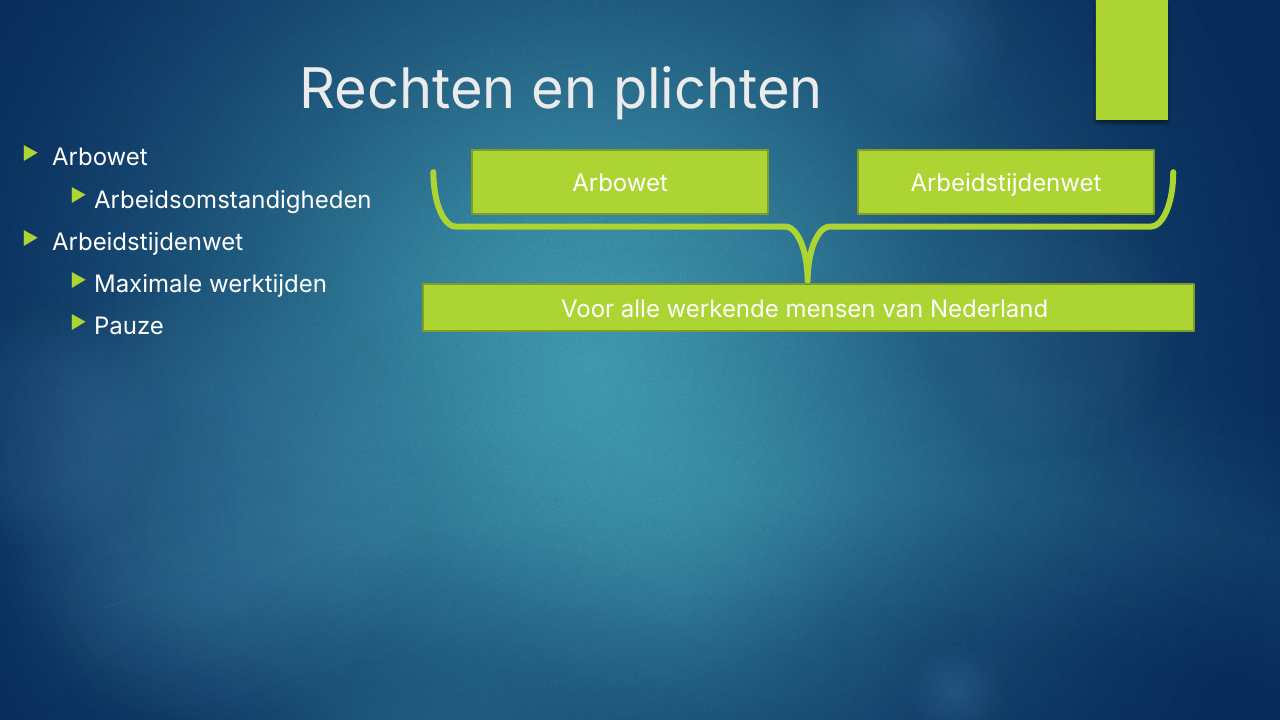 Rechten en plichten
Arbowet
Arbeidsomstandigheden
Arbeidstijdenwet
Maximale werktijden
Pauze
Arbowet
Arbeidstijdenwet
Voor alle werkende mensen van Nederland